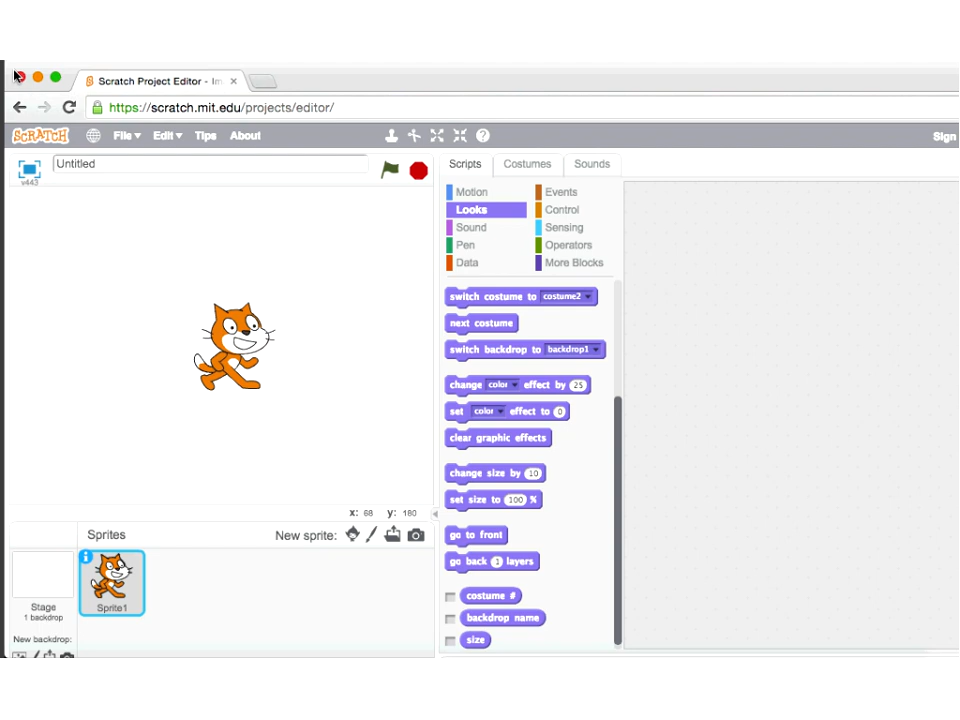 Scratch Project Editor - Im
https://scratch.mit.edu/projects/editor/
SCRATCH File Edit Tips About Sign
v443 Untitled
Scripts Costumes Sounds
Motion Events
Looks Control
Sound Sensing
Pen Operators
Data More Blocks
switch costume to costume2
next costume
switch backdrop to backdrop1
change color effect by 25
set color effect to 0
clear graphic effects
change size by 10
set size to 100 %
go to front
go back 1 layers
costume #
backdrop name
size
x: 68 y: 180
Sprites New sprite:
Stage
1 backdrop
New backdrop:
Sprite1